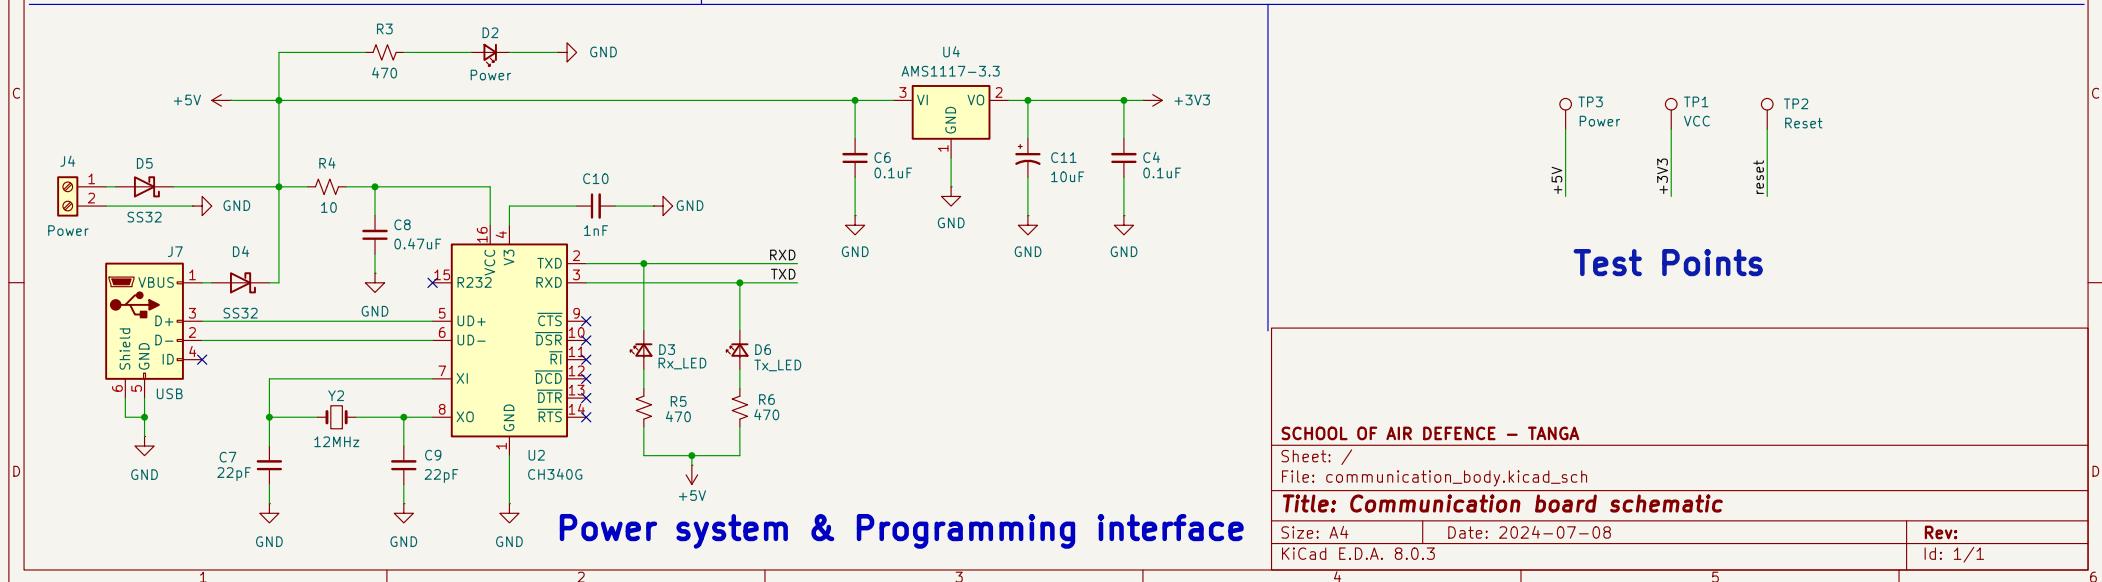 R3
470
D2
Power
GND
U4
AMS1117-3.3
+5V
3
VI
VO
2
GND
1
+3V3
C
C
TP3
Power
TP1
VCC
TP2
Reset
+5V
+3V3
reset
J4
1
2
Power
D5
SS32
GND
R4
10
C10
1nF
GND
C8
0.47uF
GND
C6
0.1uF
GND
GND
C11
10uF
GND
C4
0.1uF
GND
Test Points
J7
VBUS
1
D+
3
D-
2
ID
4
Shield
GND
6
5
USB
GND
D4
SS32
16
4
VCC
V3
15
R232
5
UD+
6
UD-
7
XI
8
XO
TXD
2
RXD
3
CTS
9
DSR
10
RI
11
DCD
12
DTR
13
RTS
14
GND
1
U2
CH340G
RXD
TXD
D3
Rx_LED
D6
Tx_LED
R5
470
R6
470
+5V
Y2
12MHz
C7
22pF
C9
22pF
GND
GND
GND
Power system & Programming interface
D
D
SCHOOL OF AIR DEFENCE - TANGA
Sheet: /
File: communication_body.kicad_sch
Title: Communication board schematic
Size: A4
Date: 2024-07-08
Rev:
KiCad E.D.A. 8.0.3
Id: 1/1
1
2
3
4
5
6